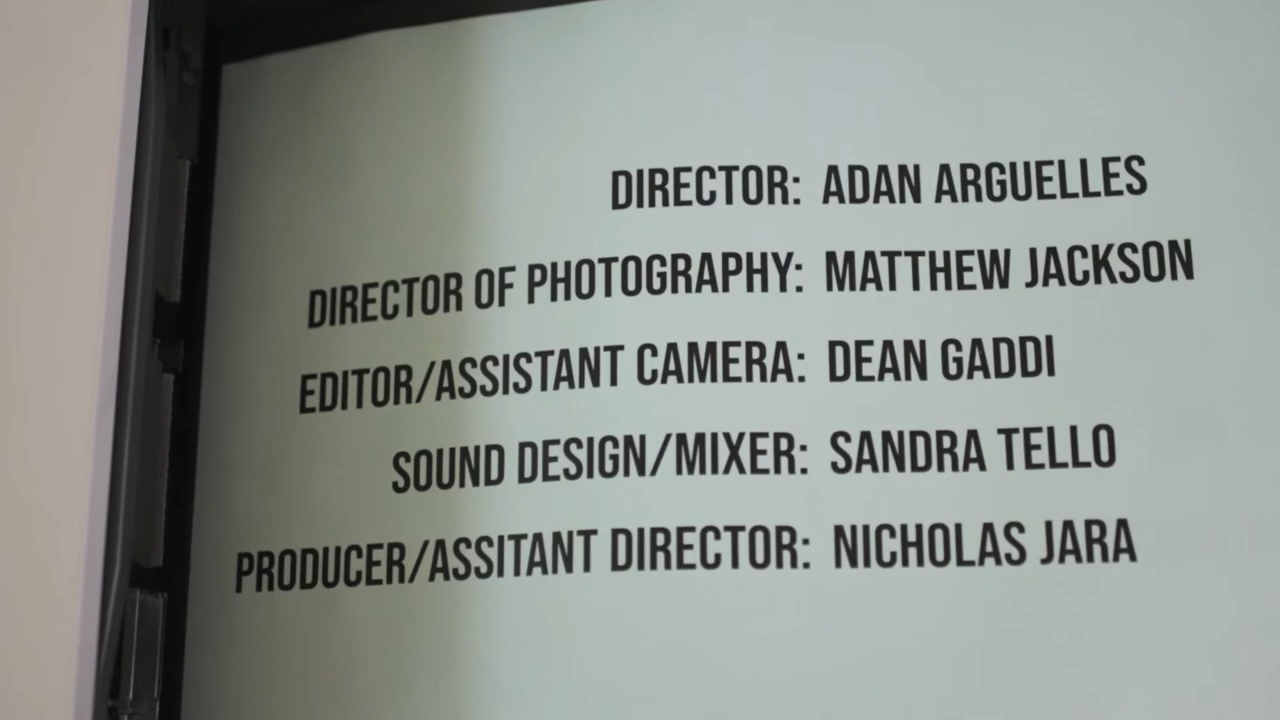 DIRECTOR: ADAN ARGUELLES
DIRECTOR OF PHOTOGRAPHY: MATTHEW JACKSON
EDITOR/ASSISTANT CAMERA: DEAN GADDI
SOUND DESIGN/MIXER: SANDRA TELLO
PRODUCER/ASSITANT DIRECTOR: NICHOLAS JARA